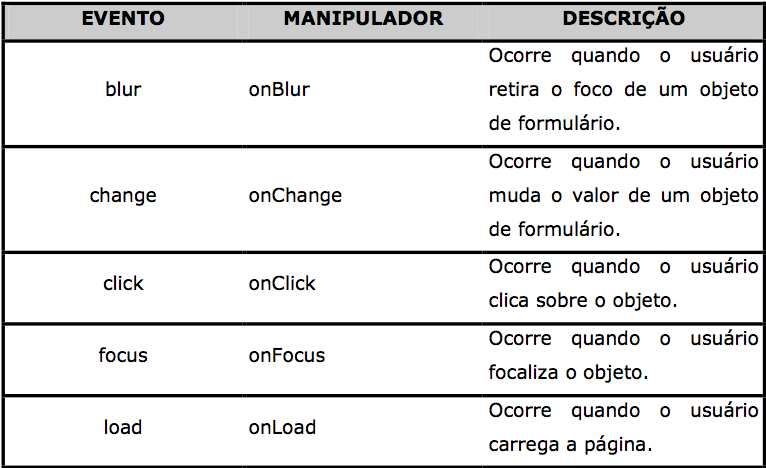 EVENTO MANIPULADOR DESCRIÇÃO
blur onBlur Ocorre quando o usuário
retira o foco de um objeto
de formulário.
change onChange Ocorre quando o usuário
muda o valor de um objeto
de formulário.
click onClick Ocorre quando o usuário
clica sobre o objeto.
focus onFocus Ocorre quando o usuário
focaliza o objeto.
load onLoad Ocorre quando o usuário
carrega a página.